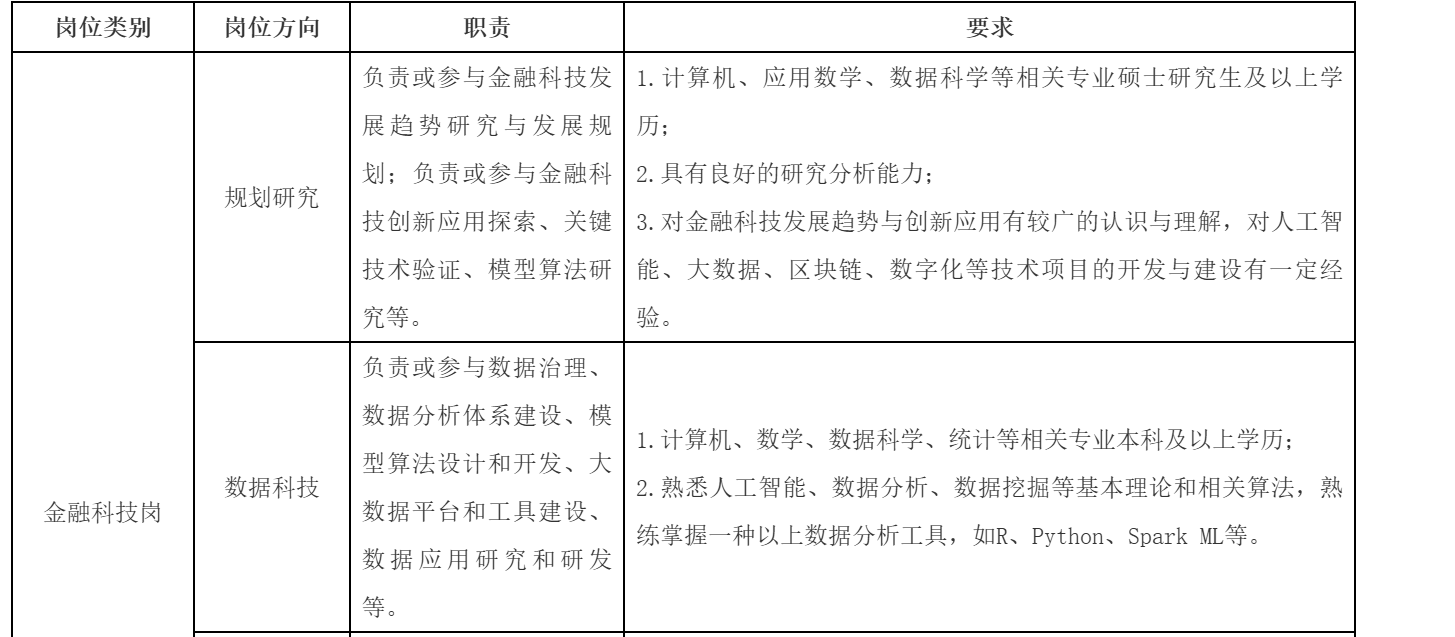 岗位类别 岗位方向 职责 要求
金融科技岗
规划研究
负责或参与金融科技发
展趋势研究与发展规
划；负责或参与金融科
技创新应用探索、关键
技术验证、模型算法研
究等。
1.计算机、应用数学、数据科学等相关专业硕士研究生及以上学
历；
2.具有良好的研究分析能力；
3.对金融科技发展趋势与创新应用有较广的认识与理解，对人工智
能、大数据、区块链、数字化等技术项目的开发与建设有一定经
验。
数据科技
负责或参与数据治理、
数据分析体系建设、模
型算法设计和开发、大
数据平台和工具建设、
数据应用研究和研发
等。
1.计算机、数学、数据科学、统计等相关专业本科及以上学历；
2.熟悉人工智能、数据分析、数据挖掘等基本理论和相关算法，熟
练掌握一种以上数据分析工具，如R、Python、Spark ML等。